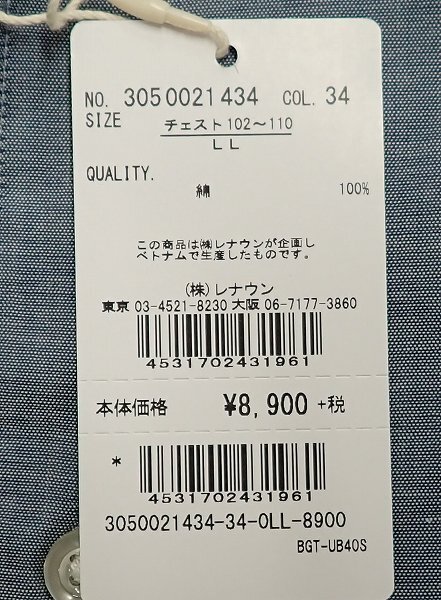 NO. 3050021434 COL. 34
SIZE チェスト102～110
LL
QUALITY.
綿 100%
この商品は㈱レナウンが企画し
ベトナムで生産したものです。
(株)レナウン
東京 03-4521-8230 大阪 06-7177-3860
4531702431961
本体価格 ¥8,900 +税
*
4531702431961
3050021434-34-0LL-8900
BGT-UB40S